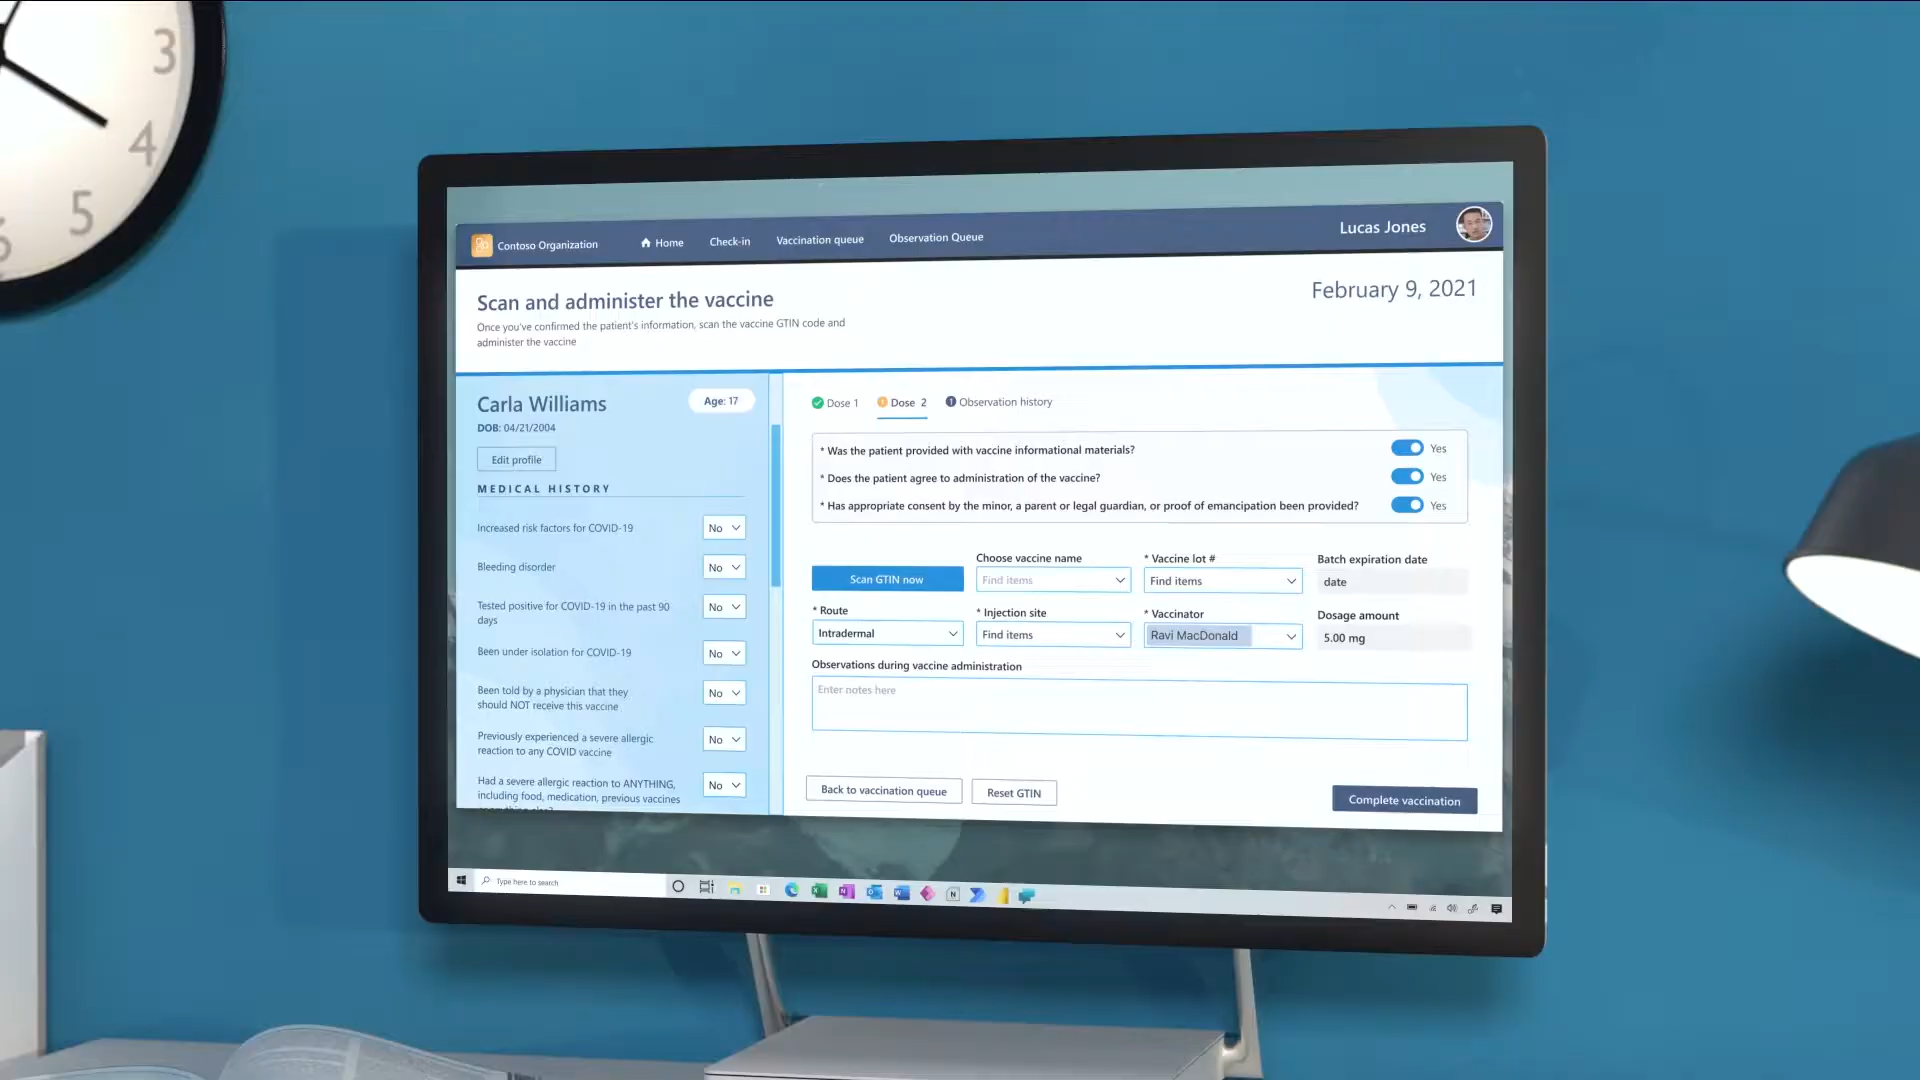 3
4
5
6
Contoso Organization
Home
Check-in
Vaccination queue
Observation Queue
Lucas Jones
Scan and administer the vaccine
February 9, 2021
Once you've confirmed the patient's information, scan the vaccine GTIN code and
administer the vaccine
Carla Williams
Age: 17
DOB: 04/21/2004
Edit profile
MEDICAL HISTORY
Increased risk factors for COVID-19
No
Bleeding disorder
No
Tested positive for COVID-19 in the past 90
days
No
Been under isolation for COVID-19
No
Been told by a physician that they
should NOT receive this vaccine
No
Previously experienced a severe allergic
reaction to any COVID vaccine
No
Had a severe allergic reaction to ANYTHING,
including food, medication, previous vaccines
No
Dose 1
Dose 2
Observation history
* Was the patient provided with vaccine informational materials?
Yes
* Does the patient agree to administration of the vaccine?
Yes
* Has appropriate consent by the minor, a parent or legal guardian, or proof of emancipation been provided?
Yes
Scan GTIN now
Choose vaccine name
Find items
* Vaccine lot #
Find items
Batch expiration date
date
* Route
Intradermal
* Injection site
Find items
* Vaccinator
Ravi MacDonald
Dosage amount
5.00 mg
Observations during vaccine administration
Enter notes here
Back to vaccination queue
Reset GTIN
Complete vaccination
Type here to search